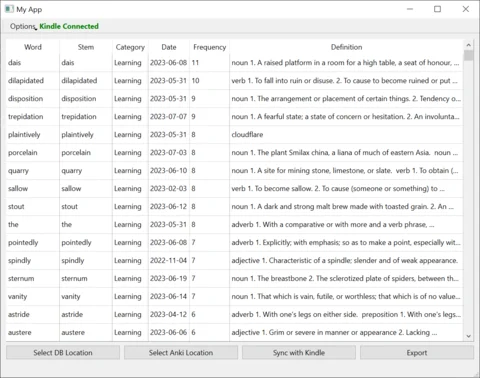 My App
Options Kindle Connected
Word Stem Category Date Frequency Definition
dais dais Learning 2023-06-08 11 noun 1. A raised platform in a room for a high table, a seat of honour, ...
dilapidated dilapidated Learning 2023-05-31 10 verb 1. To fall into ruin or disuse. 2. To cause to become ruined or put ...
disposition disposition Learning 2023-05-31 9 noun 1. The arrangement or placement of certain things. 2. Tendency o...
trepidation trepidation Learning 2023-07-07 9 noun 1. A fearful state; a state of concern or hesitation. 2. An involunta...
plaintively plaintively Learning 2023-05-31 8 cloudflare
porcelain porcelain Learning 2023-07-03 8 noun 1. The plant Smilax china, a liana of much of eastern Asia. noun ...
quarry quarry Learning 2023-06-10 8 noun 1. A site for mining stone, limestone, or slate. verb 1. To obtain (...
sallow sallow Learning 2023-02-03 8 verb 1. To become sallow. 2. To cause (someone or something) to ...
stout stout Learning 2023-06-12 8 noun 1. A dark and strong malt brew made with toasted grain. 2. An ...
the the Learning 2023-05-31 8 adverb 1. With a comparative or with more and a verb phrase, ...
pointedly pointedly Learning 2023-06-08 7 adverb 1. Explicitly; with emphasis; so as to make a point, especially wit...
spindly spindly Learning 2022-11-04 7 adjective 1. Characteristic of a spindle; slender and of weak appearance.
sternum sternum Learning 2023-06-19 7 noun 1. The breastbone 2. The sclerotized plate of spiders, between th...
vanity vanity Learning 2023-06-14 7 noun 1. That which is vain, futile, or worthless; that which is of no value...
astride astride Learning 2023-04-12 6 adverb 1. With one's legs on either side. preposition 1. With one's legs...
austere austere Learning 2023-06-06 6 adjective 1. Grim or severe in manner or appearance 2. Lacking ...
Select DB Location Select Anki Location Sync with Kindle Export